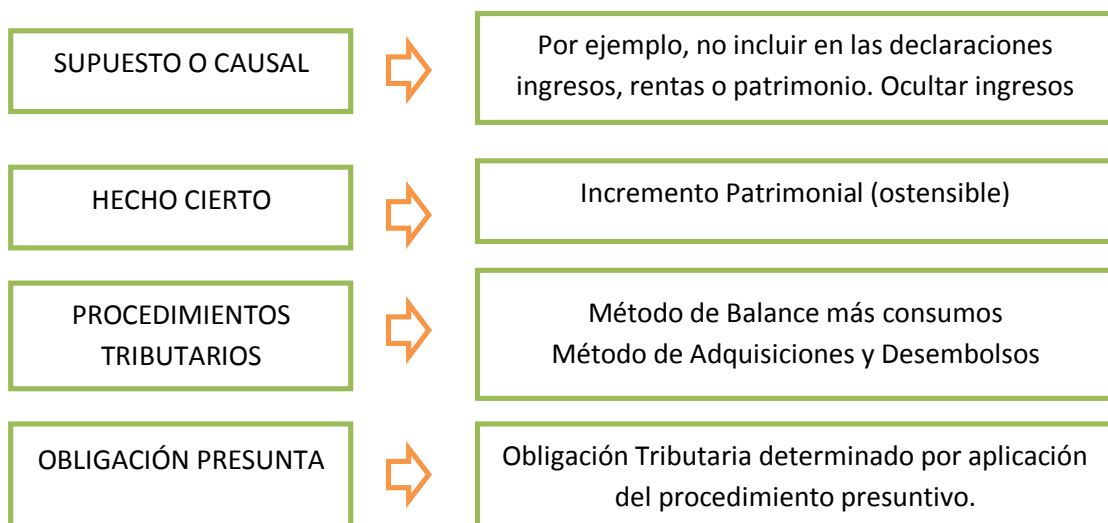 SUPUESTO O CAUSAL
Por ejemplo, no incluir en las declaraciones
ingresos, rentas o patrimonio. Ocultar ingresos
HECHO CIERTO
Incremento Patrimonial (ostensible)
PROCEDIMIENTOS
TRIBUTARIOS
Método de Balance más consumos
Método de Adquisiciones y Desembolsos
OBLIGACIÓN PRESUNTA
Obligación Tributaria determinado por aplicación
del procedimiento presuntivo.